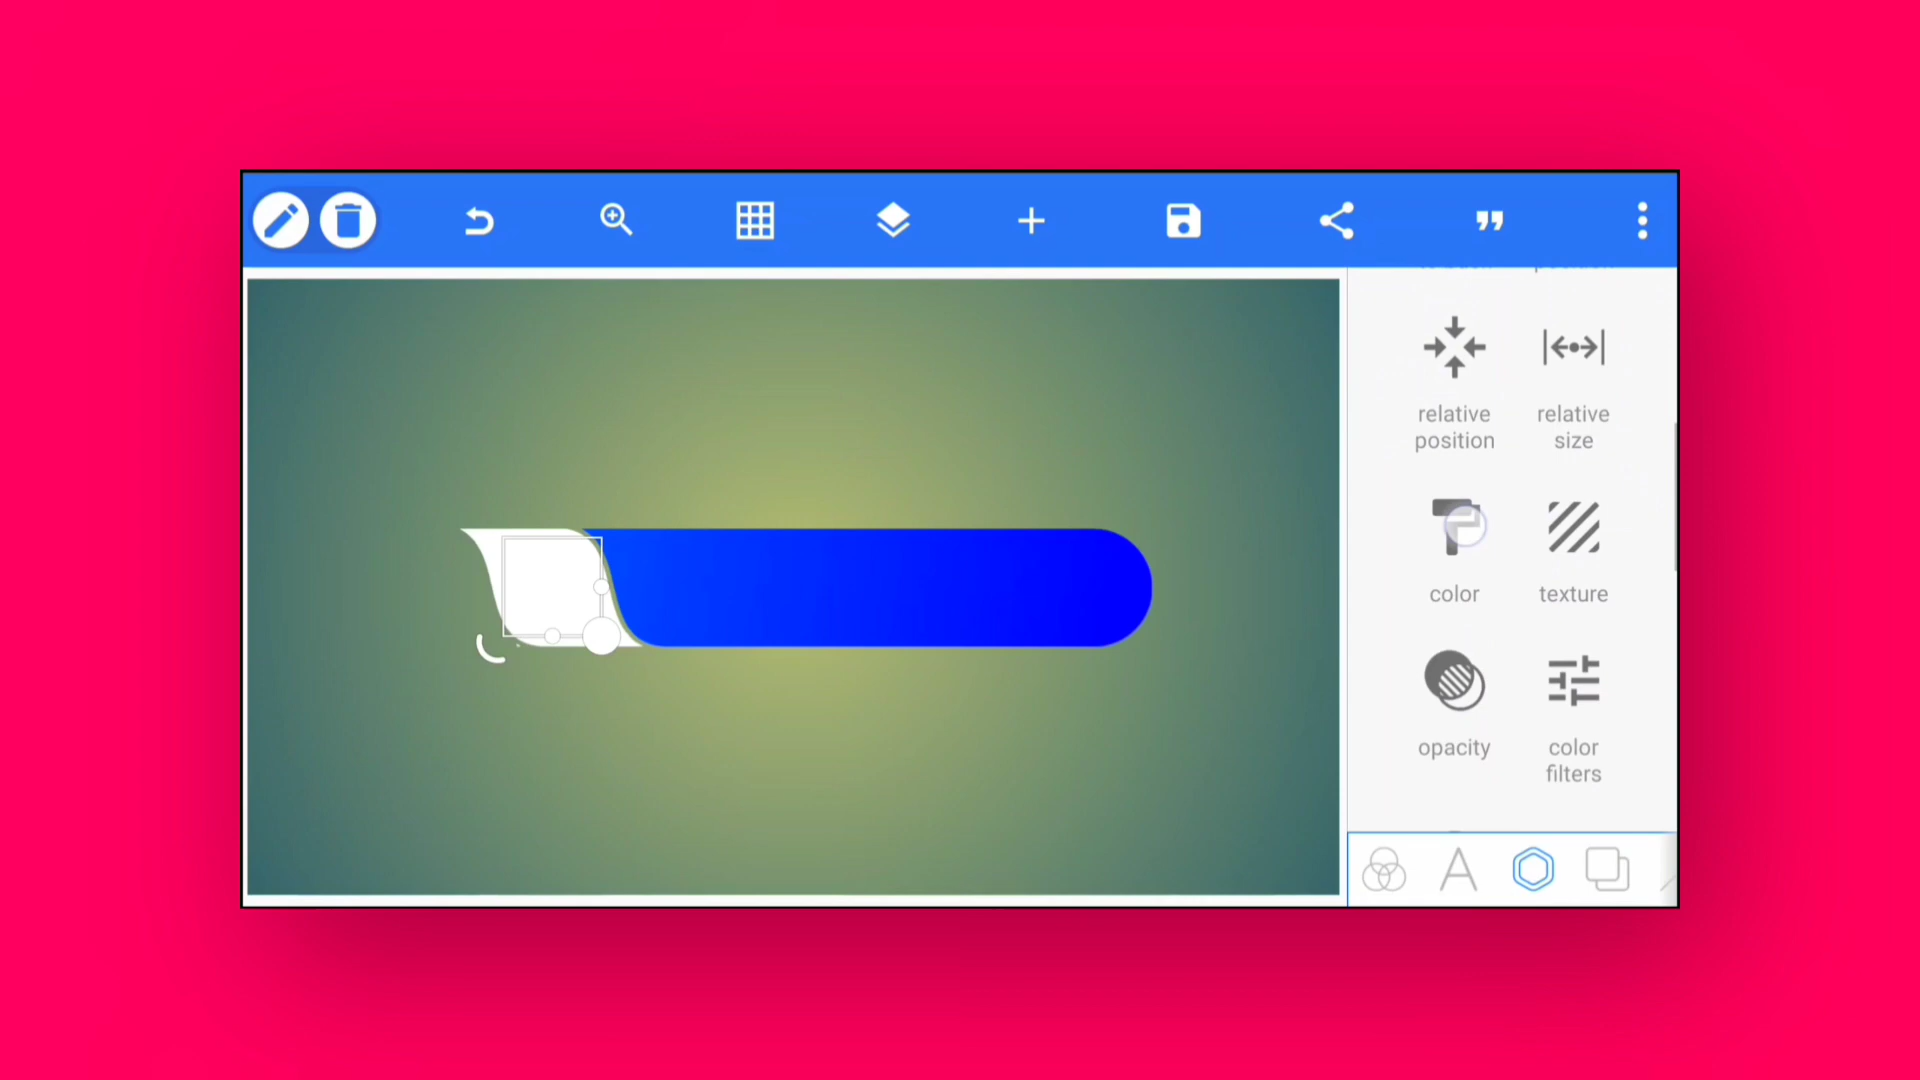 relative
position
relative
size
color
texture
opacity
color
filters